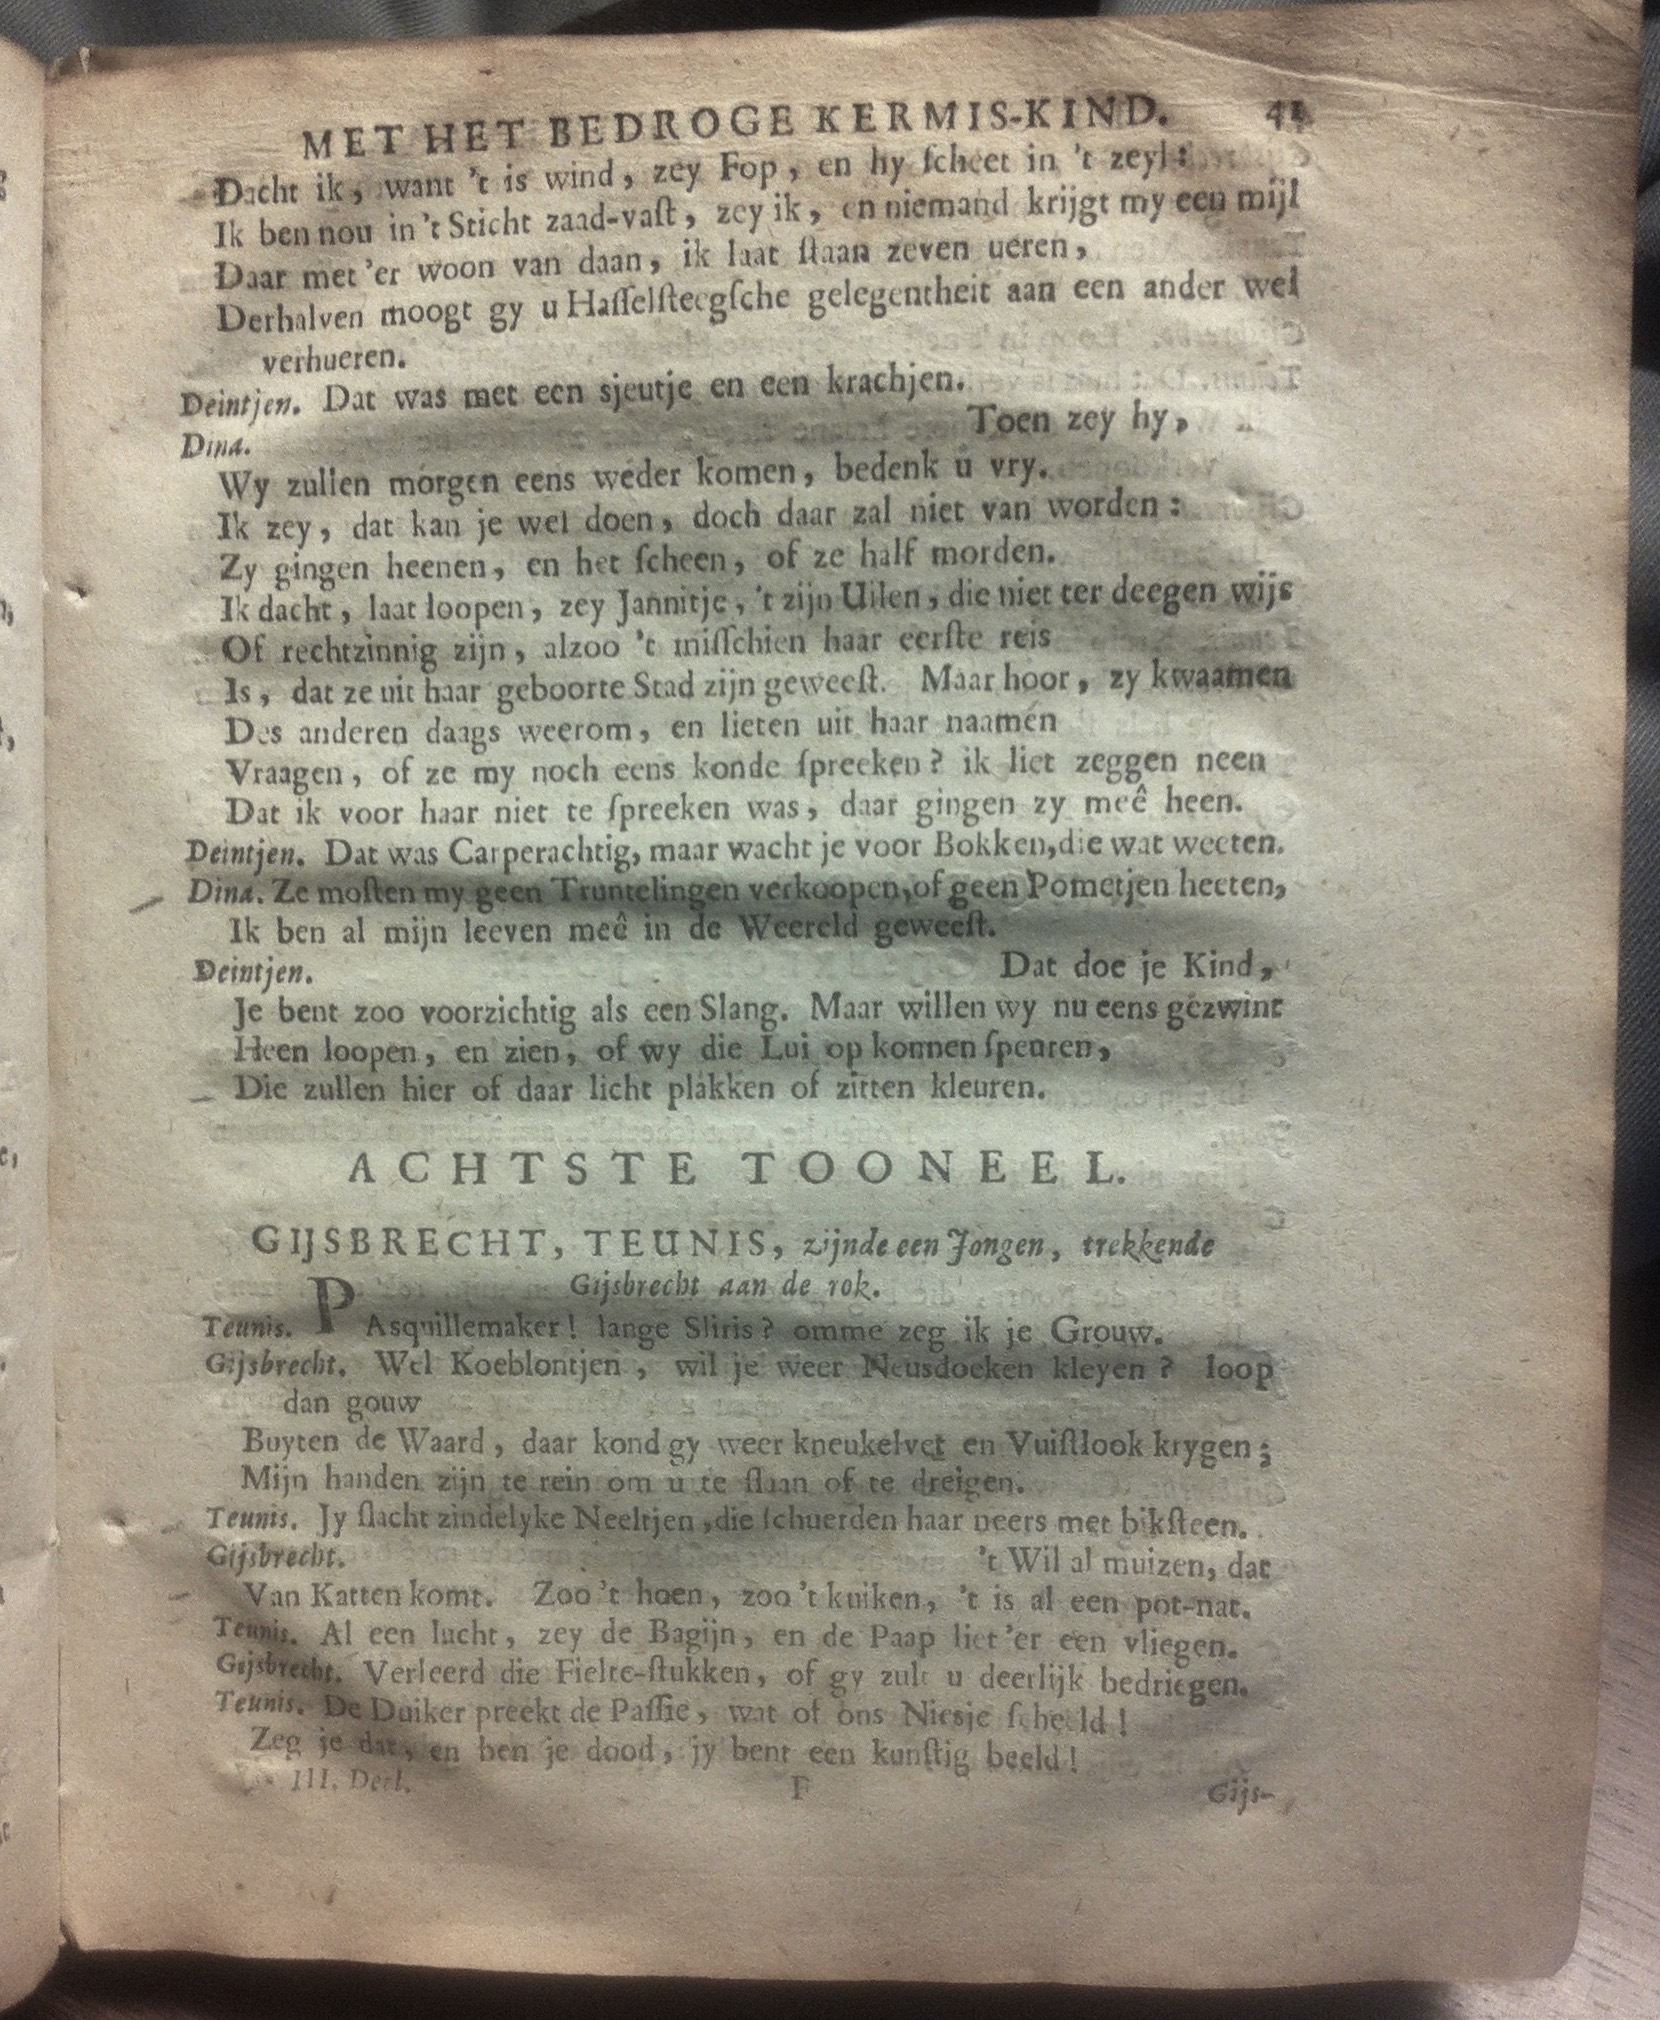 MET HET BEDROGE KERMIS-KIND. 41
Dacht ik, want 't is wind, zey Fop, en hy ſcheet in 't zeyl:
Ik ben nou in 't Sticht zaad-vaſt, zey ik, en niemand krijgt my een mijl
Daar met 'er woon van daan, ik laat ſlaan zeven ueren,
Derhalven moogt gy u Haſſelſteegſche gelegentheit aan een ander wel
verhueren.
Deintjen. Dat was met een sjeutje en een krachjen.
Dina. Toen zey hy,
Wy zullen morgen eens weder komen, bedenk u vry.
Ik zey, dat kan je wel doen, doch daar zal niet van worden:
Zy gingen heenen, en het ſcheen, of ze half morden.
Ik dacht, laat loopen, zey Jannitje, 't zijn Uilen, die niet ter deegen wijs
Of rechtzinnig zijn, alzoo 't miſſchien haar eerſte reis
Is, dat ze uit haar geboorte Stad zijn geweeſt. Maar hoor, zy kwaamen
Des anderen daags weerom, en lieten uit haar naamen
Vraagen, of ze my noch eens konde ſpreeken? ik liet zeggen neen
Dat ik voor haar niet te ſpreeken was, daar gingen zy meê heen.
Deintjen. Dat was Carperachtig, maar wacht je voor Bokken, die wat weeten.
Dina. Ze moſten my geen Truntelingen verkoopen, of geen Pometjen heeten,
Ik ben al mijn leeven meê in de Weereld geweeſt.
Deintjen. Dat doe je Kind,
Je bent zoo voorzichtig als een Slang. Maar willen wy nu eens gezwint
Heen loopen, en zien, of wy die Lui op konnen ſpeuren,
Die zullen hier of daar licht plakken of zitten kleuren.
ACHTSTE TOONEEL.
GIJSBRECHT, TEUNIS, zijnde een Jongen, trekkende
Gijsbrecht aan de rok.
Teunis. PAsquillemaker! lange Sliris? omme zeg ik je Grouw.
Gijsbrecht. Wel Koeblontjen, wil je weer Neusdoeken kleyen? loop
dan gouw
Buyten de Waard, daar kond gy weer kneukelvet en Vuiſtlook krygen;
Mijn handen zijn te rein om u te ſlaan of te dreigen.
Teunis. Jy ſlacht zindelyke Neeltjen, die ſchuerden haar neers met bikſteen.
Gijsbrecht. 't Wil al muizen, dat
Van Katten komt. Zoo 't hoen, zoo 't kuiken, 't is al een pot-nat.
Teunis. Al een lucht, zey de Bagijn, en de Paap liet 'er een vliegen.
Gijsbrecht. Verleerd die Fielte-ſtukken, of gy zult u deerlijk bedriegen.
Teunis. De Duiker preekt de Paſſie, wat of ons Niesje ſcheeld!
Zeg je dat, en ben je dood, jy bent een kunſtig beeld!
III. Deel. F Gijs-